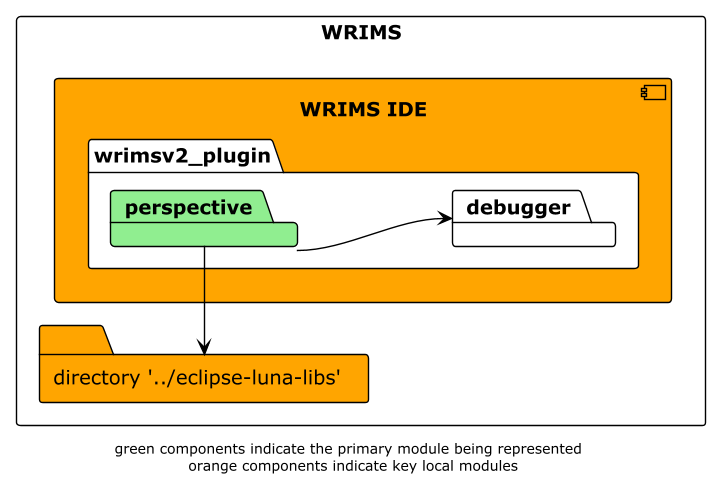 WRIMS
WRIMS IDE
wrimsv2_plugin
perspective
debugger
directory '../eclipse-luna-libs'
green components indicate the primary module being represented
orange components indicate key local modules